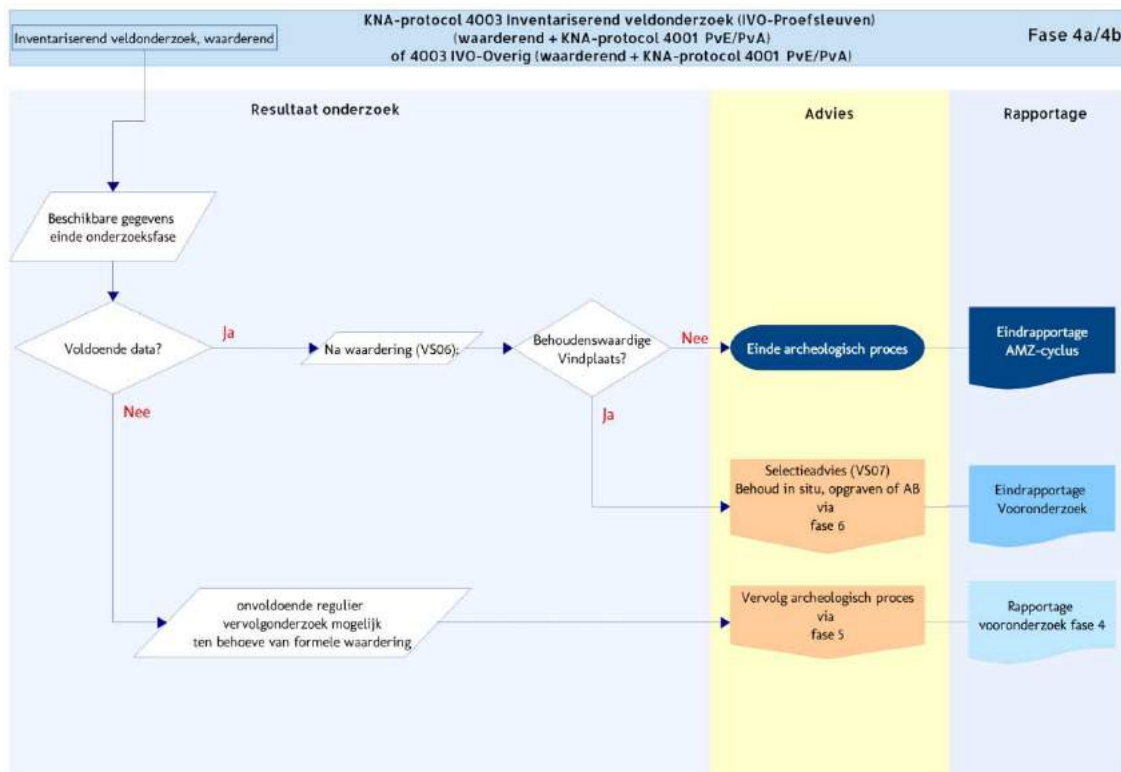 KNA-protocol 4003 Inventariserend veldonderzoek (IVO-Proefsleuven)
(waarderend + KNA-protocol 4001 PvE/PvA)
of 4003 IVO-Overig (waarderend + KNA-protocol 4001 PvE/PvA)
Fase 4a/4b
Inventariserend veldonderzoek, waarderend
Resultaat onderzoek
Advies
Rapportage
Beschikbare gegevens
einde onderzoeksfase
Voldoende data?
Ja
Na waardering (VS06):
Behoudenswaardige
Vindplaats?
Nee
Einde archeologisch proces
Eindrapportage
AMZ-cyclus
Nee
Ja
Selectieadvies (VS07)
Behoud in situ, opgraven of AB
via
fase 6
Eindrapportage
Vooronderzoek
onvoldoende regulier
vervolgonderzoek mogelijk
ten behoeve van formele waardering
Vervolg archeologisch proces
via
fase 5
Rapportage
vooronderzoek fase 4